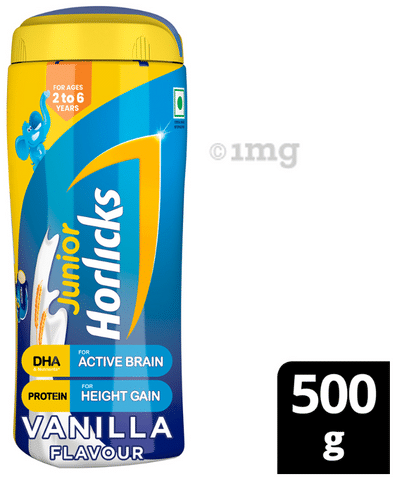 FOR AGES
2 to 6
YEARS
© 1mg
Junior
Horlicks
DHA
FOR
ACTIVE BRAIN
PROTEIN
FOR
HEIGHT GAIN
VANILLA
FLAVOUR
500
g